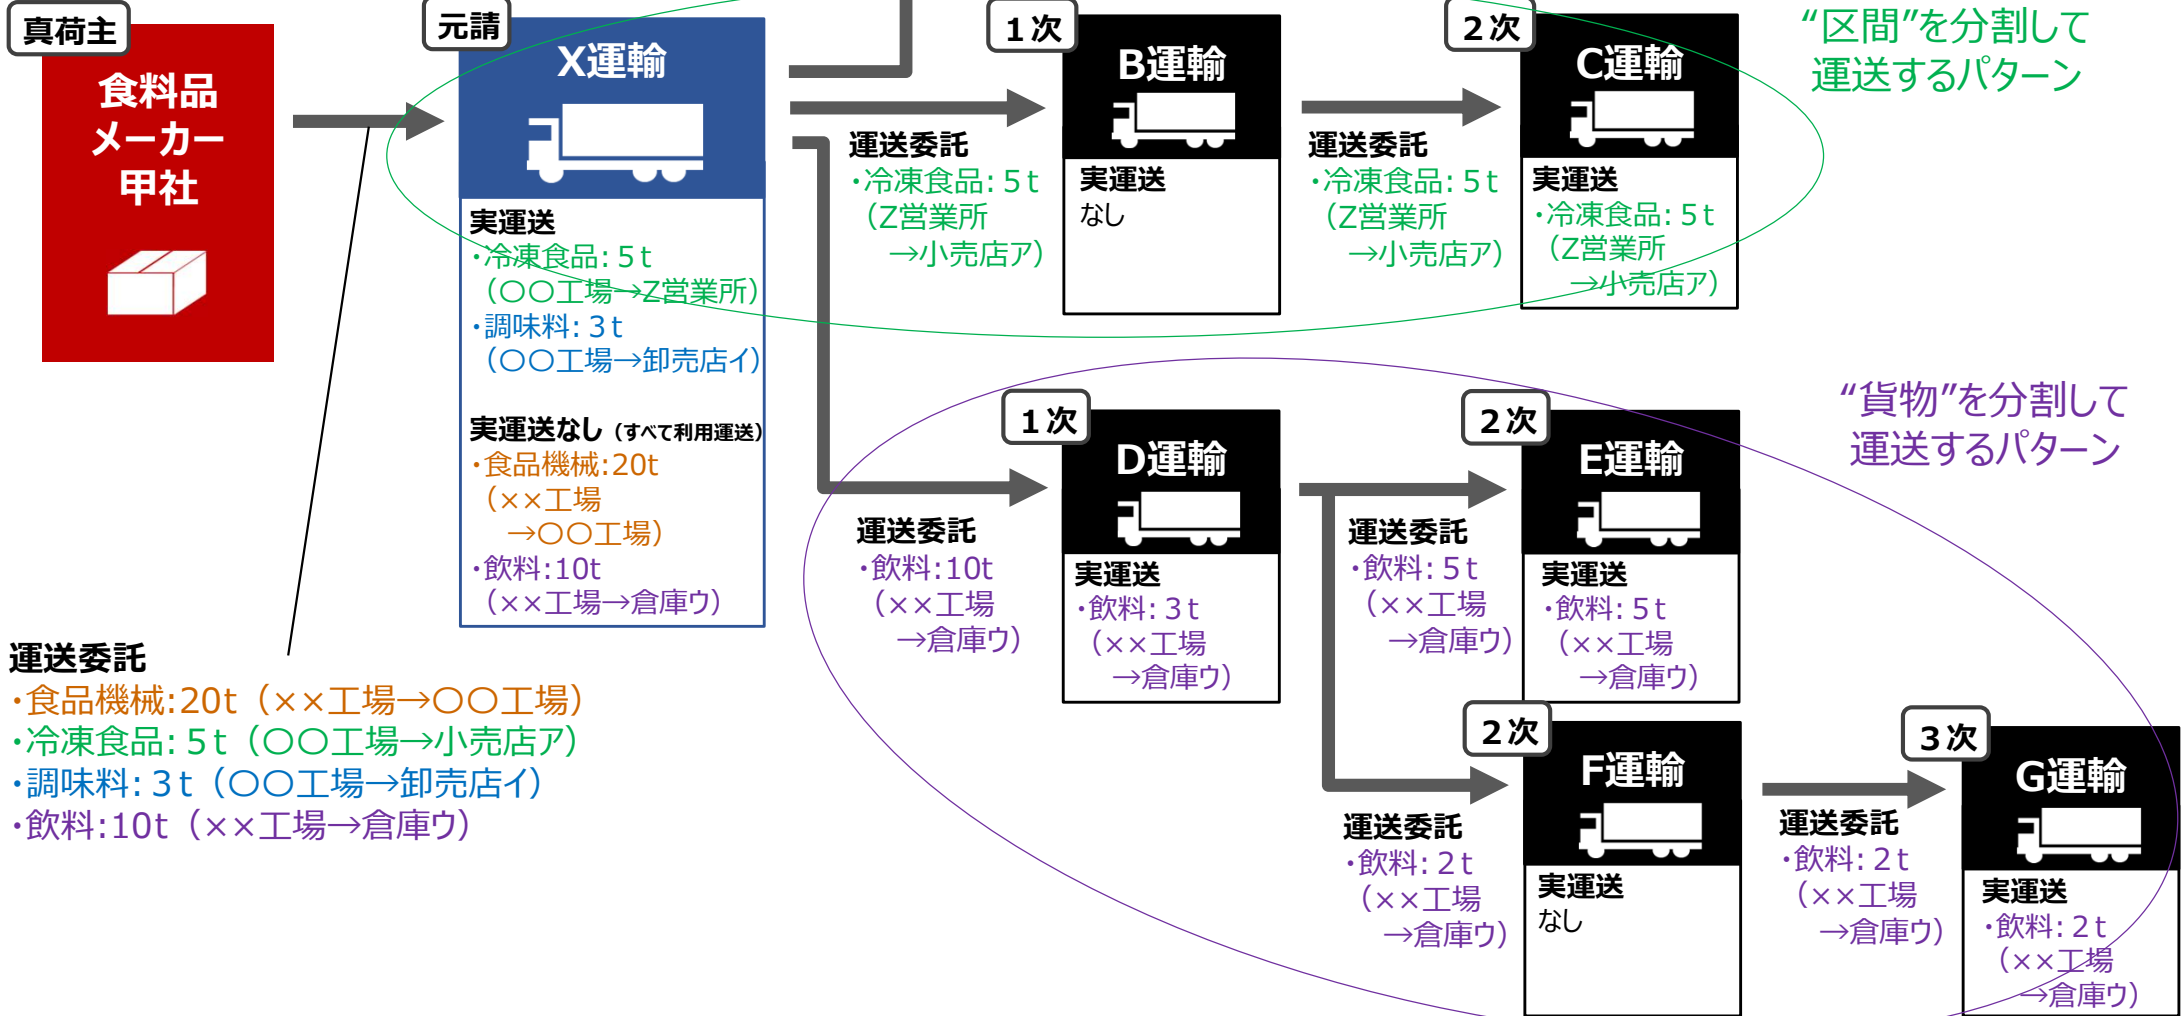 真荷主
食料品
メーカー
甲社
元請
X運輸
実運送
・冷凍食品:５t
（〇〇工場→Z営業所）
・調味料:３t
（〇〇工場→卸売店イ）
実運送なし（すべて利用運送）
・食品機械:20t
（××工場
→〇〇工場）
・飲料:10t
（××工場→倉庫ウ）
運送委託
・食品機械:20t（××工場→〇〇工場）
・冷凍食品:５t（〇〇工場→小売店ア）
・調味料:３t（〇〇工場→卸売店イ）
・飲料:10t（××工場→倉庫ウ）
運送委託
・冷凍食品:５t
（Z営業所
→小売店ア）
１次
B運輸
実運送
なし
運送委託
・冷凍食品:５t
（Z営業所
→小売店ア）
２次
C運輸
実運送
・冷凍食品:５t
（Z営業所
→小売店ア）
“区間”を分割して
運送するパターン
運送委託
・飲料:10t
（××工場
→倉庫ウ）
１次
D運輸
実運送
・飲料:３t
（××工場
→倉庫ウ）
運送委託
・飲料:５t
（××工場
→倉庫ウ）
２次
E運輸
実運送
・飲料:５t
（××工場
→倉庫ウ）
“貨物”を分割して
運送するパターン
運送委託
・飲料:２t
（××工場
→倉庫ウ）
２次
F運輸
実運送
なし
運送委託
・飲料:２t
（××工場
→倉庫ウ）
３次
G運輸
実運送
・飲料:２t
（××工場
→倉庫ウ）